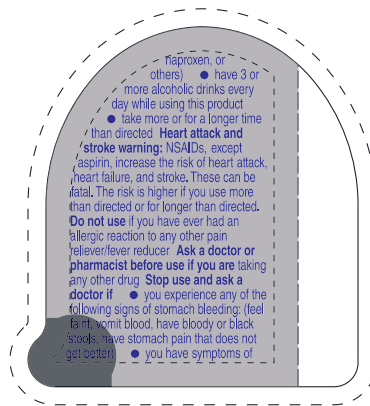 naproxen, or
others) ● have 3 or
more alcoholic drinks every
day while using this product
● take more or for a longer time
than directed Heart attack and
stroke warning: NSAIDs, except
aspirin, increase the risk of heart attack,
heart failure, and stroke. These can be
fatal. The risk is higher if you use more
than directed or for longer than directed.
Do not use if you have ever had an
allergic reaction to any other pain
reliever/fever reducer Ask a doctor or
pharmacist before use if you are taking
any other drug Stop use and ask a
doctor if ● you experience any of the
following signs of stomach bleeding: (feel
faint, vomit blood, have bloody or black
stools, have stomach pain that does not
get better) ● you have symptoms of